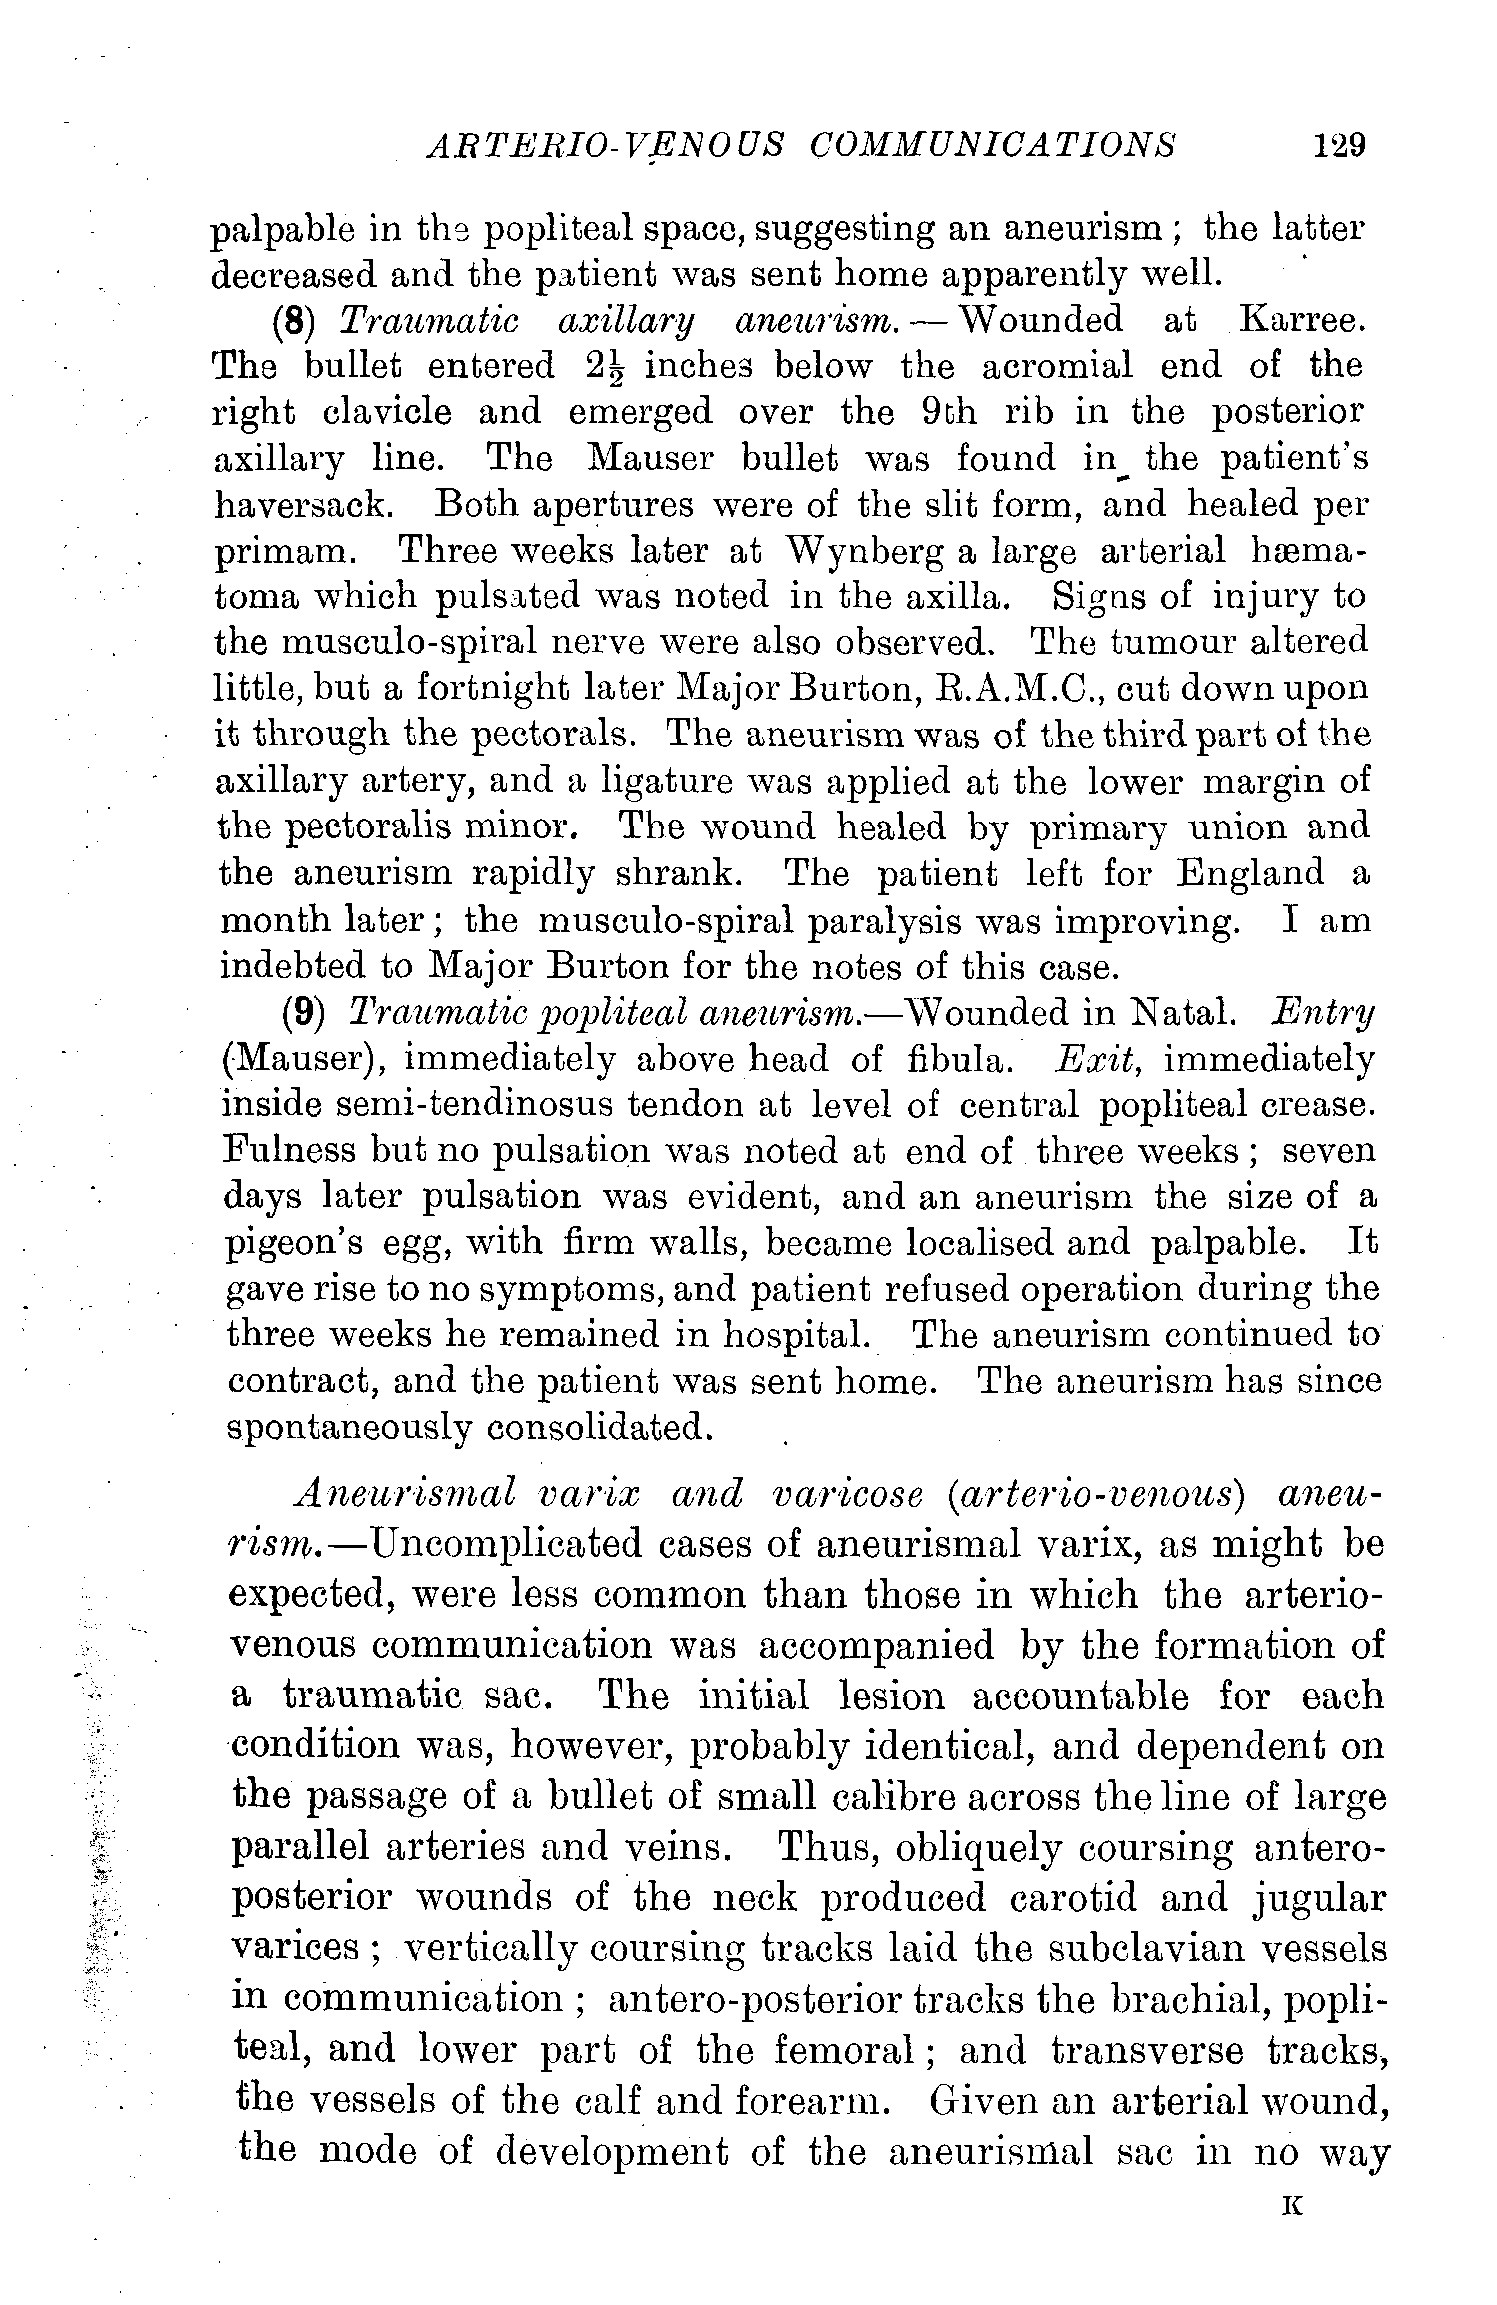 ARTERIO-VENOUS COMMUNICATIONS 129
palpable in the popliteal space, suggesting an aneurism ; the latter
decreased and the patient was sent home apparently well.
(8) Traumatic axillary aneurism. — Wounded at Karree.
The bullet entered 2½ inches below the acromial end of the
right clavicle and emerged over the 9th rib in the posterior
axillary line. The Mauser bullet was found in the patient's
haversack. Both apertures were of the slit form, and healed per
primam. Three weeks later at Wynberg a large arterial hæma-
toma which pulsated was noted in the axilla. Signs of injury to
the musculo-spiral nerve were also observed. The tumour altered
little, but a fortnight later Major Burton, R.A.M.C., cut down upon
it through the pectorals. The aneurism was of the third part of the
axillary artery, and a ligature was applied at the lower margin of
the pectoralis minor. The wound healed by primary union and
the aneurism rapidly shrank. The patient left for England a
month later ; the musculo-spiral paralysis was improving. I am
indebted to Major Burton for the notes of this case.
(9) Traumatic popliteal aneurism.—Wounded in Natal. Entry
(Mauser), immediately above head of fibula. Exit, immediately
inside semi-tendinosus tendon at level of central popliteal crease.
Fulness but no pulsation was noted at end of three weeks ; seven
days later pulsation was evident, and an aneurism the size of a
pigeon's egg, with firm walls, became localised and palpable. It
gave rise to no symptoms, and patient refused operation during the
three weeks he remained in hospital. The aneurism continued to
contract, and the patient was sent home. The aneurism has since
spontaneously consolidated.
Aneurismal varix and varicose (arterio-venous) aneu-
rism.—Uncomplicated cases of aneurismal varix, as might be
expected, were less common than those in which the arterio-
venous communication was accompanied by the formation of
a traumatic sac. The initial lesion accountable for each
condition was, however, probably identical, and dependent on
the passage of a bullet of small calibre across the line of large
parallel arteries and veins. Thus, obliquely coursing antero-
posterior wounds of the neck produced carotid and jugular
varices ; vertically coursing tracks laid the subclavian vessels
in communication ; antero-posterior tracks the brachial, popli-
teal, and lower part of the femoral ; and transverse tracks,
the vessels of the calf and forearm. Given an arterial wound,
the mode of development of the aneurismal sac in no way
K